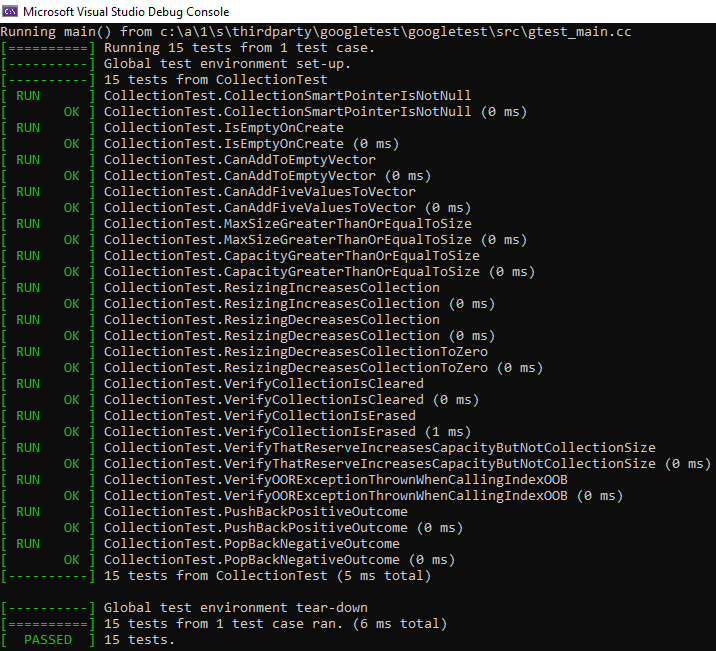 Microsoft Visual Studio Debug Console
Running main() from c:\a\1\s\thirdparty\googletest\googletest\src\gtest_main.cc
[==========] Running 15 tests from 1 test case.
[----------] Global test environment set-up.
[----------] 15 tests from CollectionTest
[ RUN      ] CollectionTest.CollectionSmartPointerIsNotNull
[       OK ] CollectionTest.CollectionSmartPointerIsNotNull (0 ms)
[ RUN      ] CollectionTest.IsEmptyOnCreate
[       OK ] CollectionTest.IsEmptyOnCreate (0 ms)
[ RUN      ] CollectionTest.CanAddToEmptyVector
[       OK ] CollectionTest.CanAddToEmptyVector (0 ms)
[ RUN      ] CollectionTest.CanAddFiveValuesToVector
[       OK ] CollectionTest.CanAddFiveValuesToVector (0 ms)
[ RUN      ] CollectionTest.MaxSizeGreaterThanOrEqualToSize
[       OK ] CollectionTest.MaxSizeGreaterThanOrEqualToSize (0 ms)
[ RUN      ] CollectionTest.CapacityGreaterThanOrEqualToSize
[       OK ] CollectionTest.CapacityGreaterThanOrEqualToSize (0 ms)
[ RUN      ] CollectionTest.ResizingIncreasesCollection
[       OK ] CollectionTest.ResizingIncreasesCollection (0 ms)
[ RUN      ] CollectionTest.ResizingDecreasesCollection
[       OK ] CollectionTest.ResizingDecreasesCollection (0 ms)
[ RUN      ] CollectionTest.ResizingDecreasesCollectionToZero
[       OK ] CollectionTest.ResizingDecreasesCollectionToZero (0 ms)
[ RUN      ] CollectionTest.VerifyCollectionIsCleared
[       OK ] CollectionTest.VerifyCollectionIsCleared (0 ms)
[ RUN      ] CollectionTest.VerifyCollectionIsErased
[       OK ] CollectionTest.VerifyCollectionIsErased (1 ms)
[ RUN      ] CollectionTest.VerifyThatReserveIncreasesCapacityButNotCollectionSize
[       OK ] CollectionTest.VerifyThatReserveIncreasesCapacityButNotCollectionSize (0 ms)
[ RUN      ] CollectionTest.VerifyOORExceptionThrownWhenCallingIndexOOB
[       OK ] CollectionTest.VerifyOORExceptionThrownWhenCallingIndexOOB (0 ms)
[ RUN      ] CollectionTest.PushBackPositiveOutcome
[       OK ] CollectionTest.PushBackPositiveOutcome (0 ms)
[ RUN      ] CollectionTest.PopBackNegativeOutcome
[       OK ] CollectionTest.PopBackNegativeOutcome (0 ms)
[----------] 15 tests from CollectionTest (5 ms total)
[----------] Global test environment tear-down
[==========] 15 tests from 1 test case ran. (6 ms total)
[  PASSED  ] 15 tests.